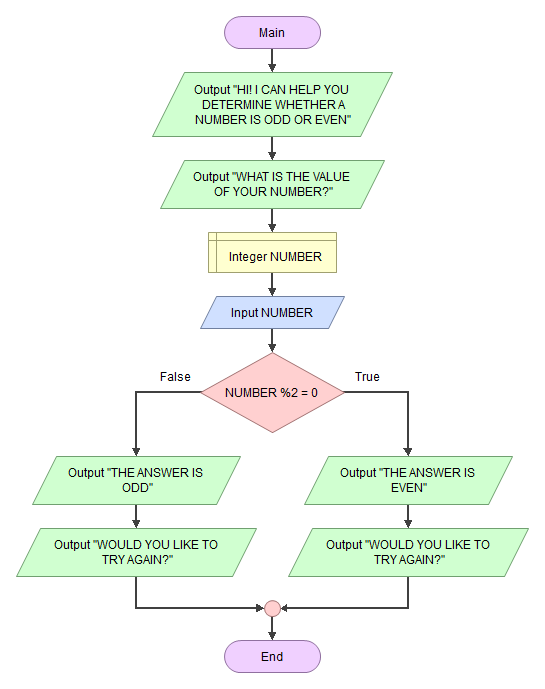 Main
Output "HI! I CAN HELP YOU
DETERMINE WHETHER A
NUMBER IS ODD OR EVEN"
Output "WHAT IS THE VALUE
OF YOUR NUMBER?"
Integer NUMBER
Input NUMBER
NUMBER %2 = 0
False
True
Output "THE ANSWER IS
ODD"
Output "WOULD YOU LIKE TO
TRY AGAIN?"
Output "THE ANSWER IS
EVEN"
Output "WOULD YOU LIKE TO
TRY AGAIN?"
End